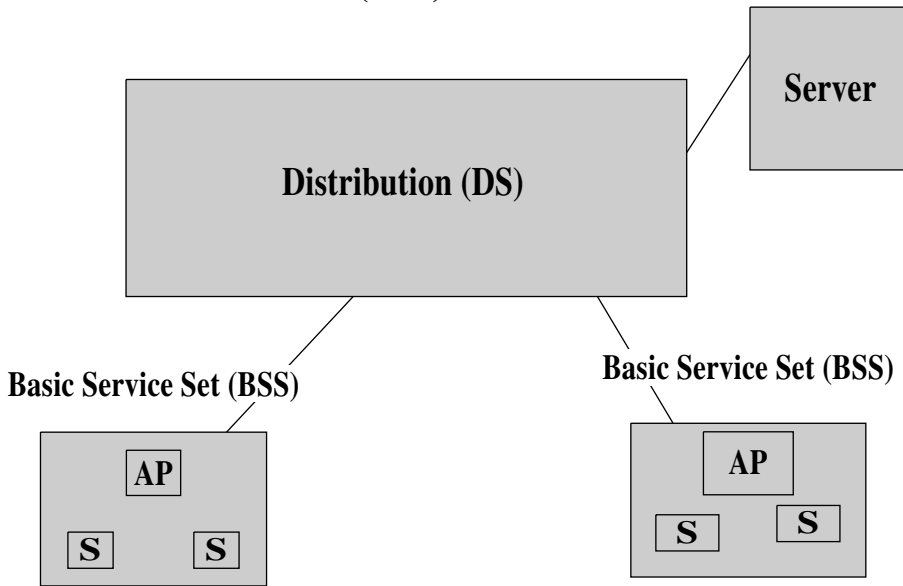 Server
Distribution (DS)
Basic Service Set (BSS)
Basic Service Set (BSS)
AP
AP
S
S
S
S